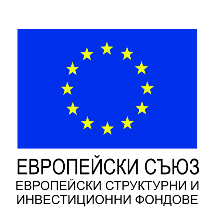 ЕВРОПЕЙСКИ СЪЮЗ
ЕВРОПЕЙСКИ СТРУКТУРНИ И
ИНВЕСТИЦИОННИ ФОНДОВЕ